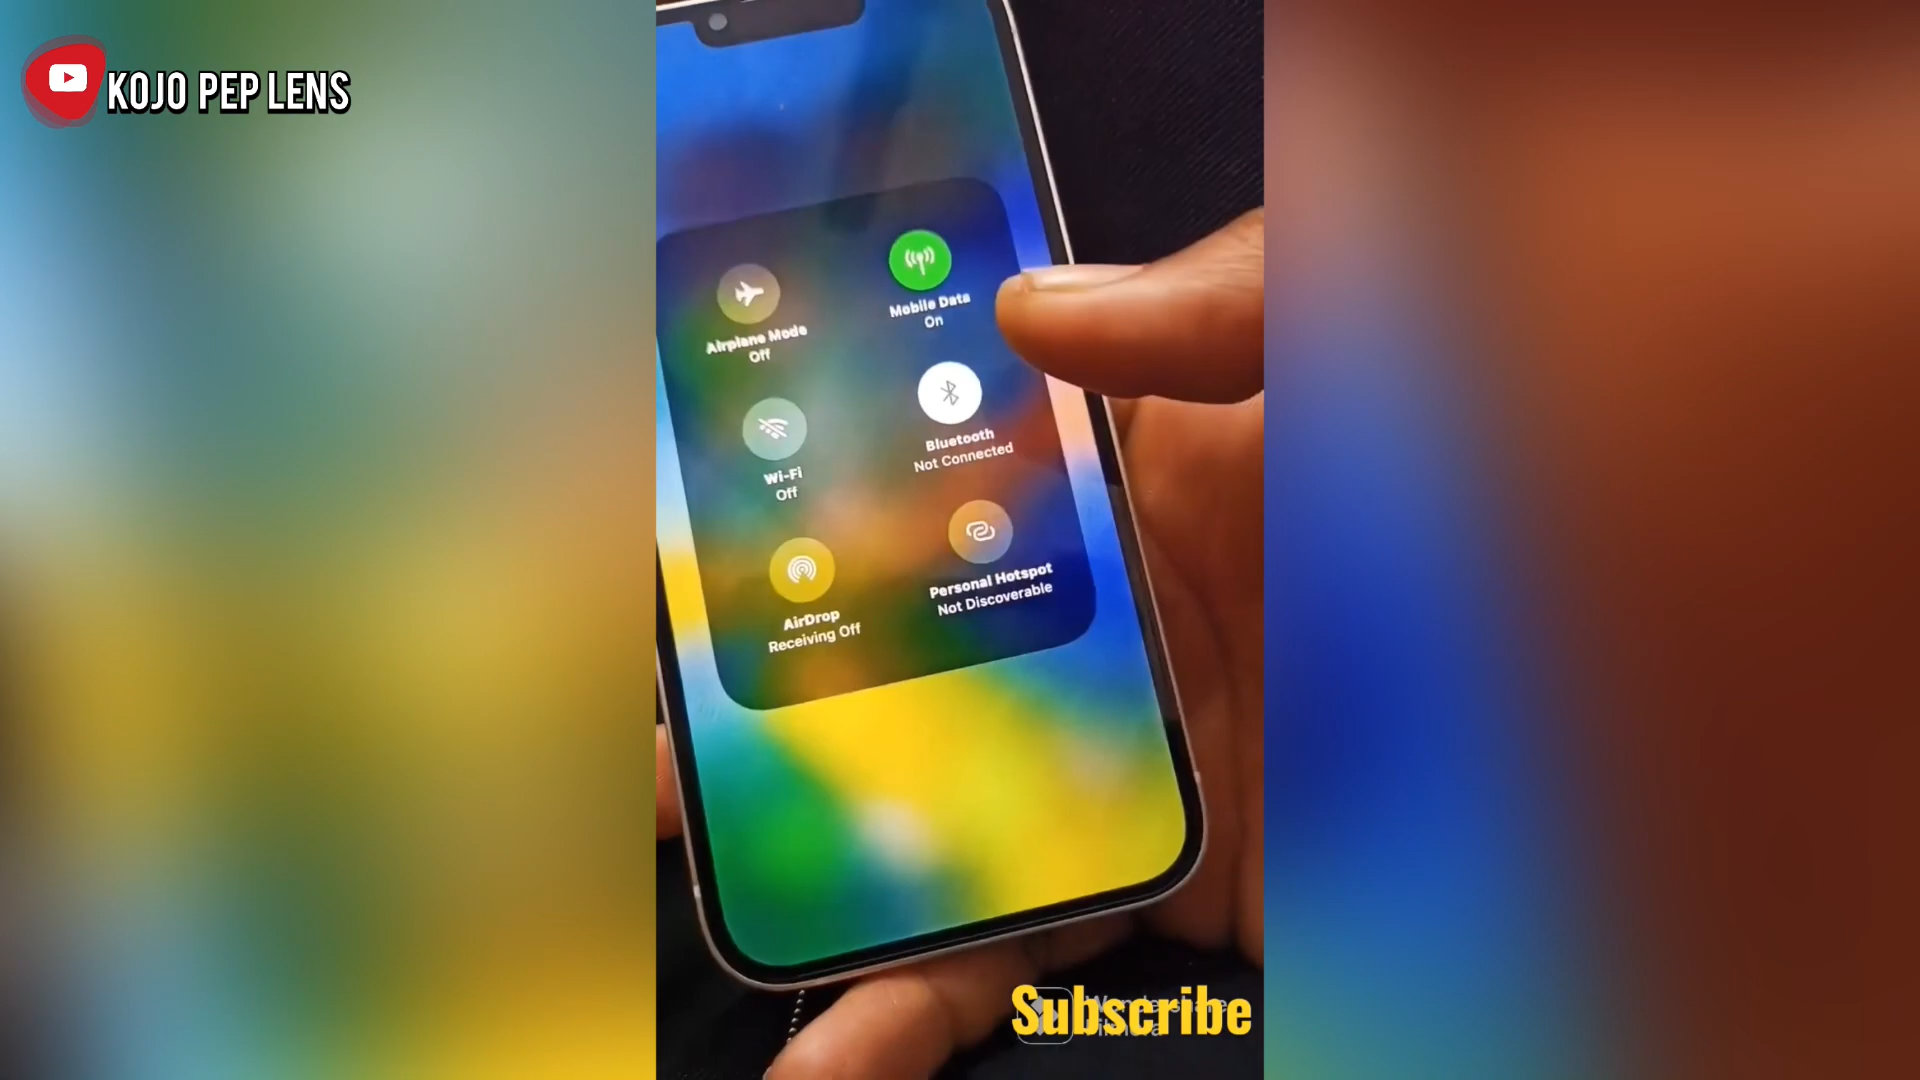 KOJO PEP LENS
Airplane Mode
Off
Mobile Data
On
Wi-Fi
Off
Bluetooth
Not Connected
AirDrop
Receiving Off
Personal Hotspot
Not Discoverable
Subscribe